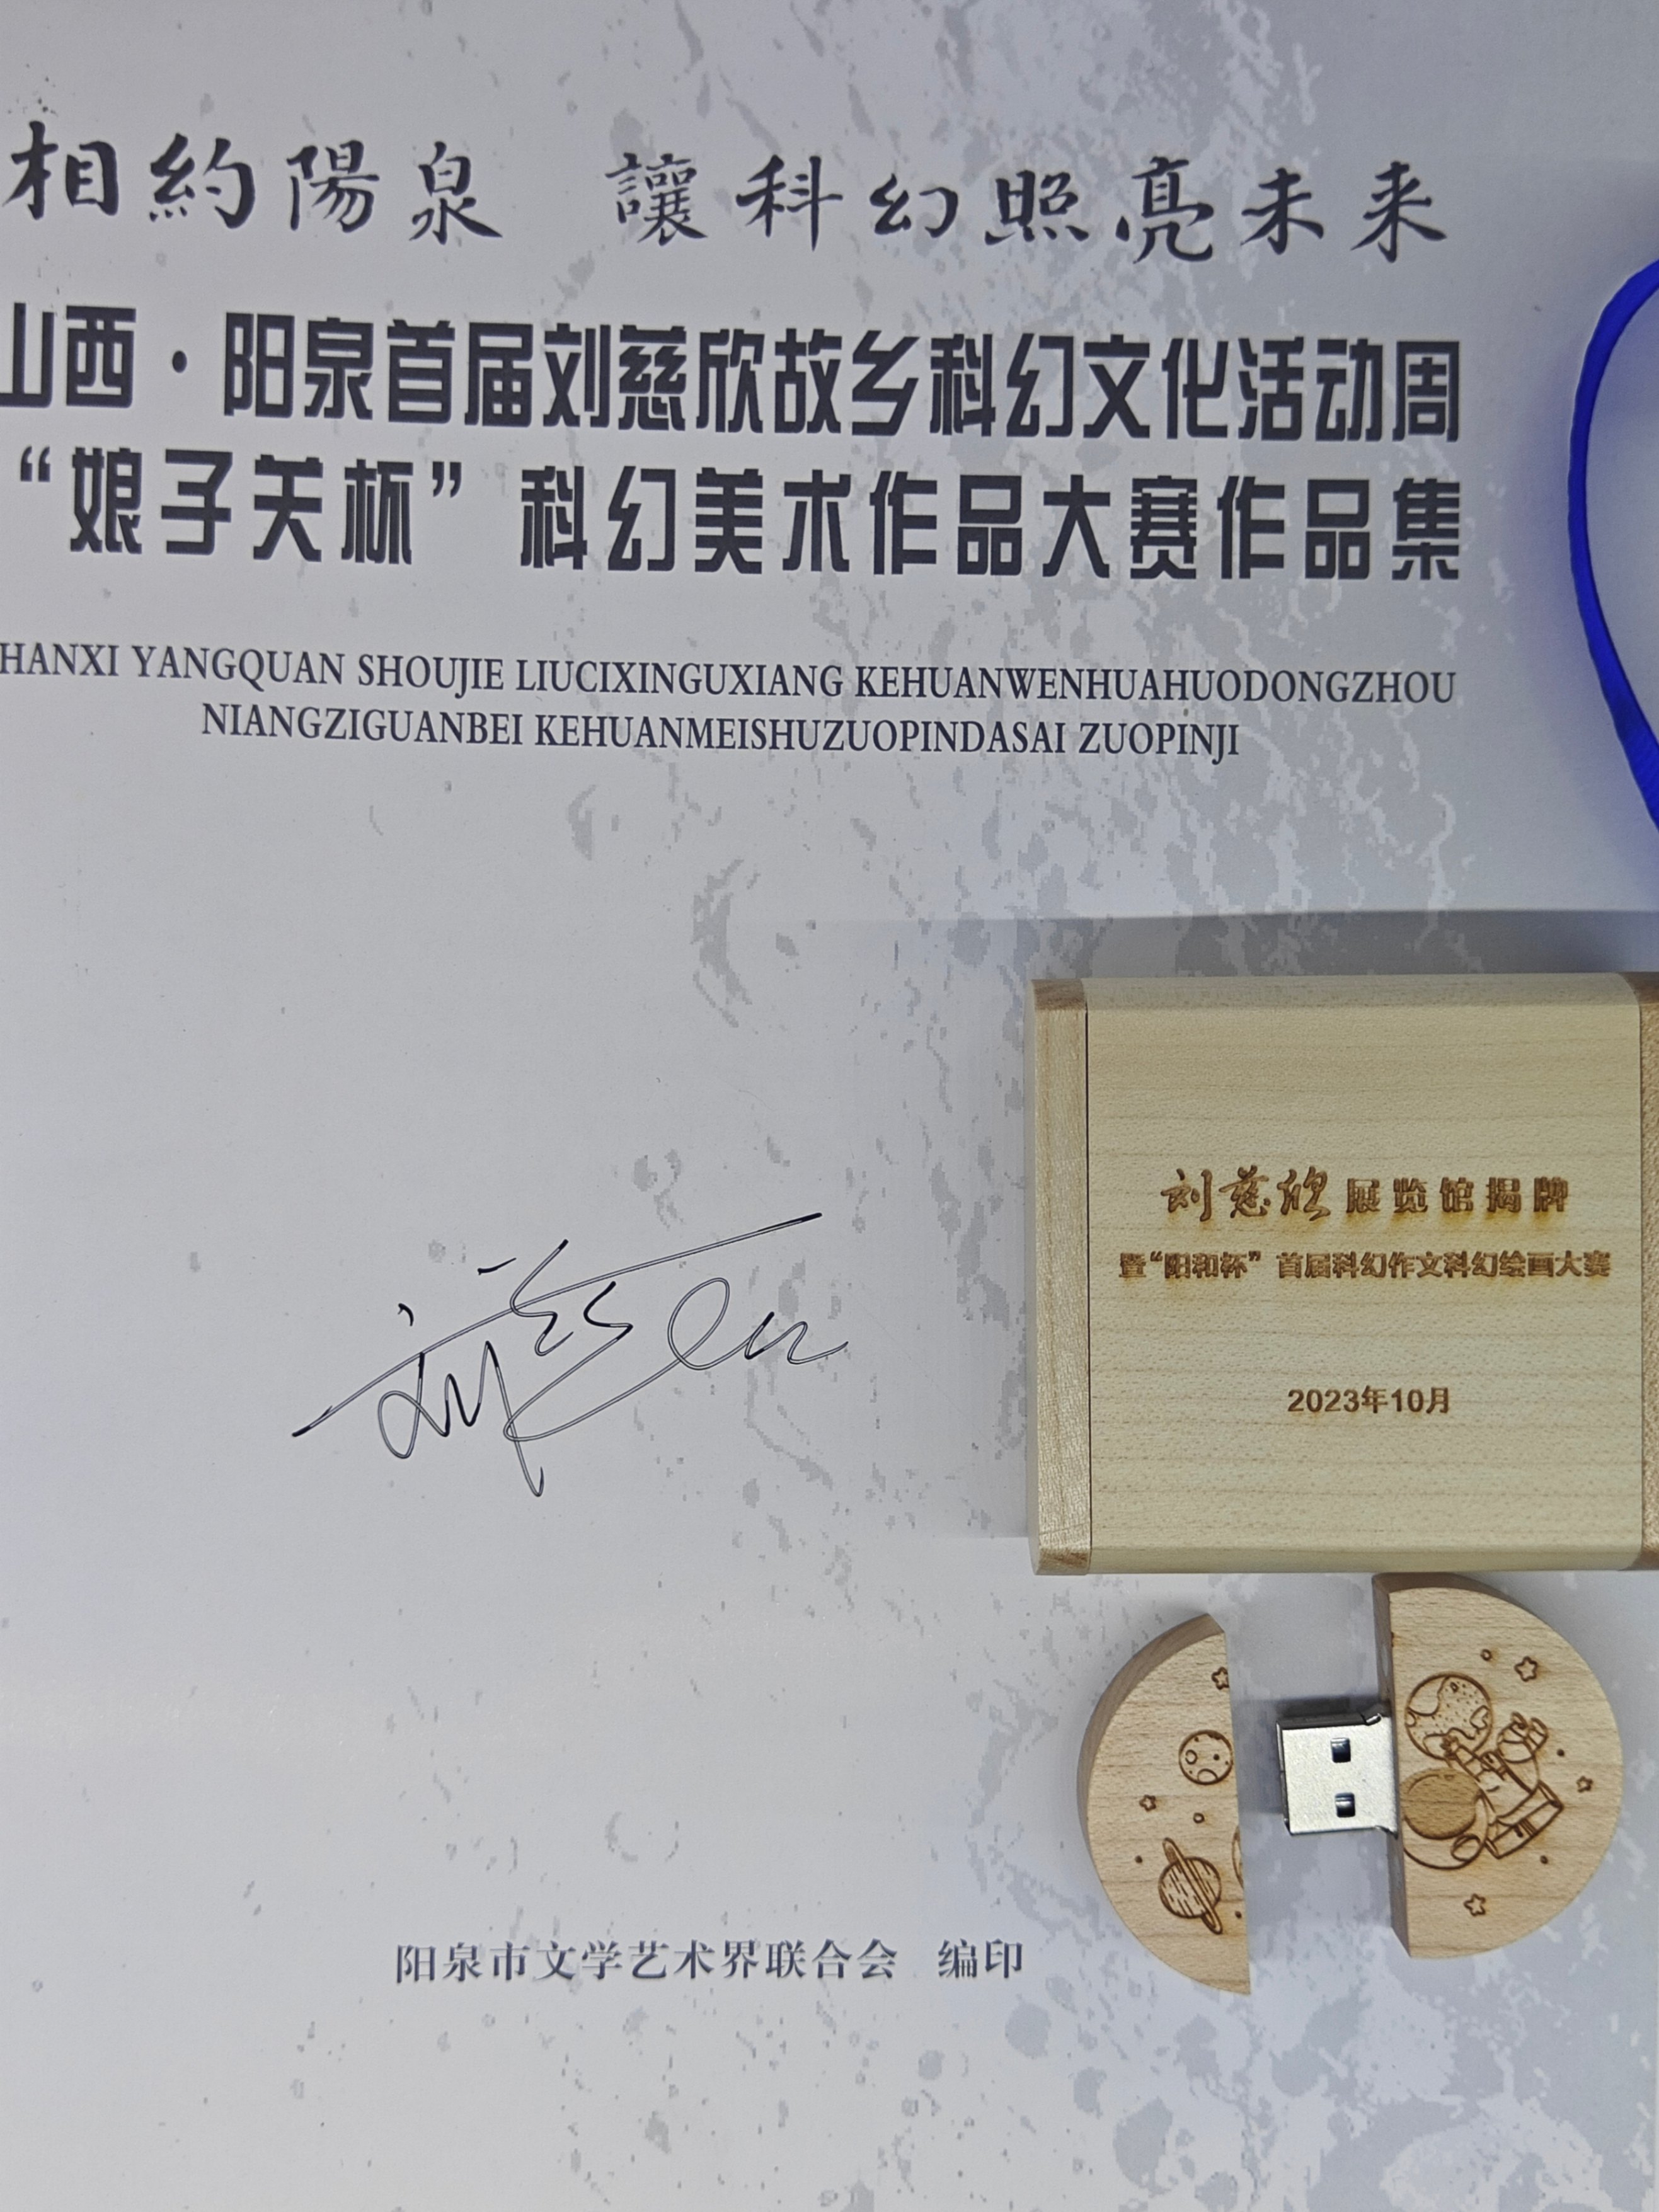 相約陽泉 讓科幻照亮未来
山西·阳泉首届刘慈欣故乡科幻文化活动周
“娘子关杯”科幻美术作品大赛作品集
HANXI YANGQUAN SHOUJIE LIUCIXINGUXIANG KEHUANWENHUAHUODONGZHOU
NIANGZIGUANBEI KEHUANMEISHUZUOPINDASAI ZUOPINJI
刘慈欣展览馆揭牌
暨“阳和杯”首届科幻作文科幻绘画大赛
2023年10月
刘慈欣
阳泉市文学艺术界联合会 编印